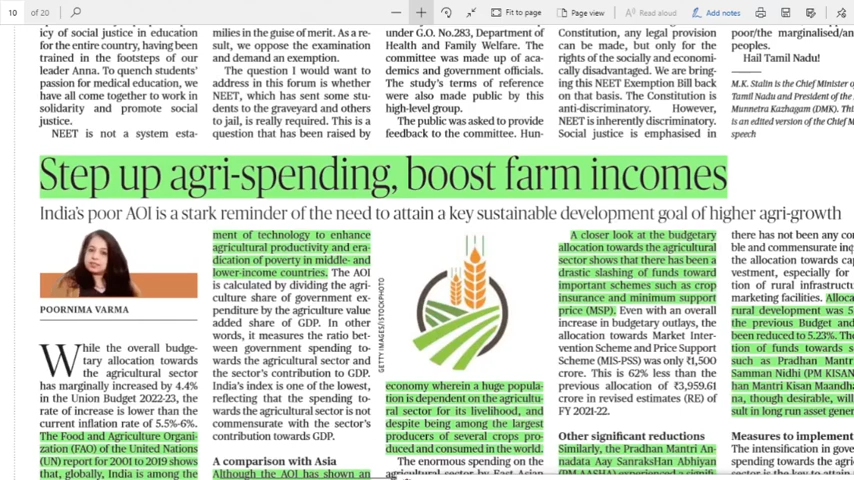 10 of 20
Fit to page
Page view
Read aloud
Add notes
icy of social justice in education
for the entire country, having been
trained in the footsteps of our
leader Anna. To quench students'
passion for medical education, we
have all come together to work in
solidarity and promote social
justice.
NEET is not a system esta-
milies in the guise of merit. As a re-
sult, we oppose the examination
and demand an exemption.
The question I would want to
address in this forum is whether
NEET, which has sent some stu-
dents to the graveyard and others
to jail, is really required. This is a
question that has been raised by
under G.O. No.283, Department of
Health and Family Welfare. The
committee was made up of aca-
demics and government officials.
The study's terms of reference
were also made public by this
high-level group.
The public was asked to provide
feedback to the committee. Hun-
Constitution, any legal provision
can be made, but only for the
rights of the socially and economi-
cally disadvantaged. We are bring-
ing this NEET Exemption Bill back
on that basis. The Constitution is
anti-discriminatory. However,
NEET is inherently discriminatory.
Social justice is emphasised in
poor/the marginalised/an
peoples.
Hail Tamil Nadu!
M.K. Stalin is the Chief Minister of
Tamil Nadu and President of the
Munnetra Kazhagam (DMK). Thi
is an edited version of the Chief M
speech
Step up agri-spending, boost farm incomes
India's poor AOI is a stark reminder of the need to attain a key sustainable development goal of higher agri-growth
POORNIMA VARMA
While the overall budge-
tary allocation towards
the agricultural sector
has marginally increased by 4.4%
in the Union Budget 2022-23, the
rate of increase is lower than the
current inflation rate of 5.5%-6%.
The Food and Agriculture Organi-
zation (FAO) of the United Nations
(UN) report for 2001 to 2019 shows
that, globally, India is among the
ment of technology to enhance
agricultural productivity and era-
dication of poverty in middle- and
lower-income countries. The AOI
is calculated by dividing the agri-
culture share of government ex-
penditure by the agriculture value
added share of GDP. In other
words, it measures the ratio bet-
ween government spending to-
wards the agricultural sector and
the sector's contribution to GDP.
India's index is one of the lowest,
reflecting that the spending to-
wards the agricultural sector is not
commensurate with the sector's
contribution towards GDP.
A comparison with Asia
Although the AOI has shown an
GETTY IMAGES/ISTOCKPHOTO
economy wherein a huge popula-
tion is dependent on the agricultu-
ral sector for its livelihood, and
despite being among the largest
producers of several crops pro-
duced and consumed in the world.
The enormous spending on the
agricultural sector by East Asian
A closer look at the budgetary
allocation towards the agricultural
sector shows that there has been a
drastic slashing of funds toward
important schemes such as crop
insurance and minimum support
price (MSP). Even with an overall
increase in budgetary outlays, the
allocation towards Market Inter-
vention Scheme and Price Support
Scheme (MIS-PSS) was only ₹1,500
crore. This is 62% less than the
previous allocation of ₹3,959.61
crore in revised estimates (RE) of
FY 2021-22.
Other significant reductions
Similarly, the Pradhan Mantri An-
nadata Aay SanraksHan Abhiyan
there has not been any co
ble and commensurate in
the allocation towards ca
vestment, especially for
tion of rural infrastructu
marketing facilities. Alloca
rural development was 5.
the previous Budget and
been reduced to 5.23%. Th
tion of funds towards s
such as Pradhan Mantri
Samman Nidhi (PM KISAN
han Mantri Kisan Maandha
na, though desirable, will
sult in long run asset gener
Measures to implement
The intensification in gove
spending towards the agri